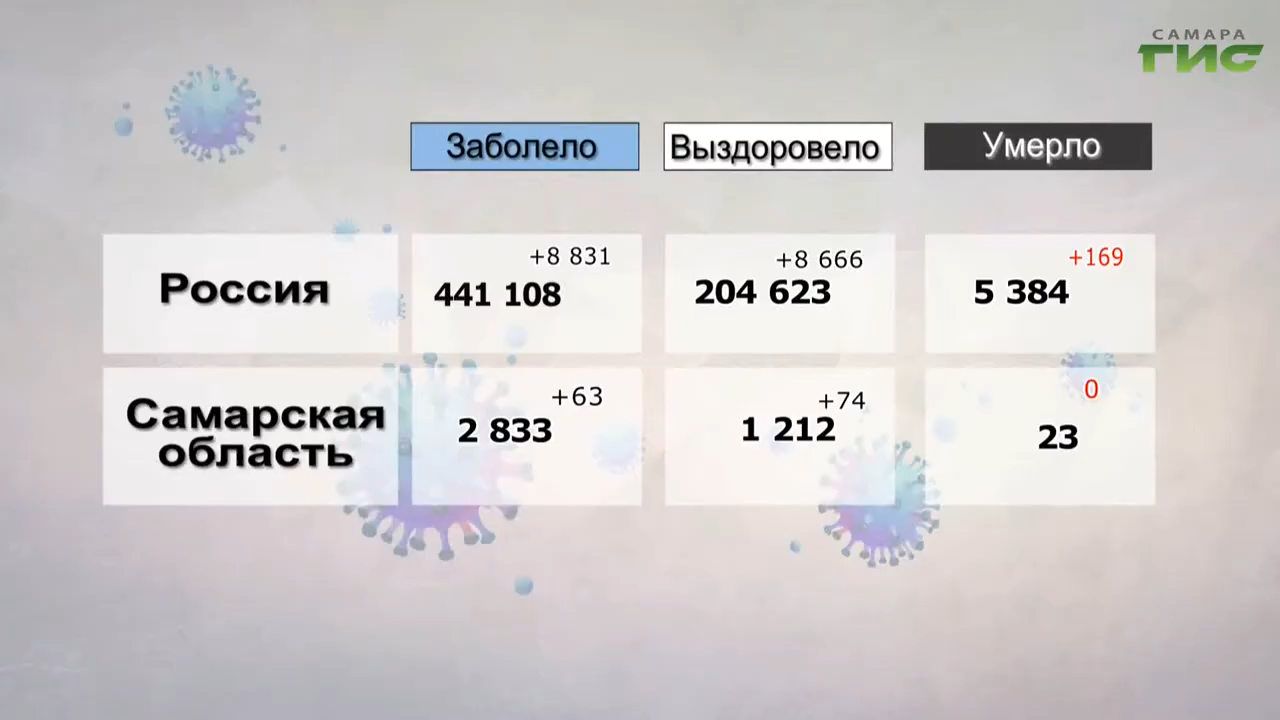 САМАРА
ГИС
Заболело Выздоровело Умерло
+8 831 +8 666 +169
Россия 441 108 204 623 5 384
+63 +74 0
Самарская
область 2 833 1 212 23